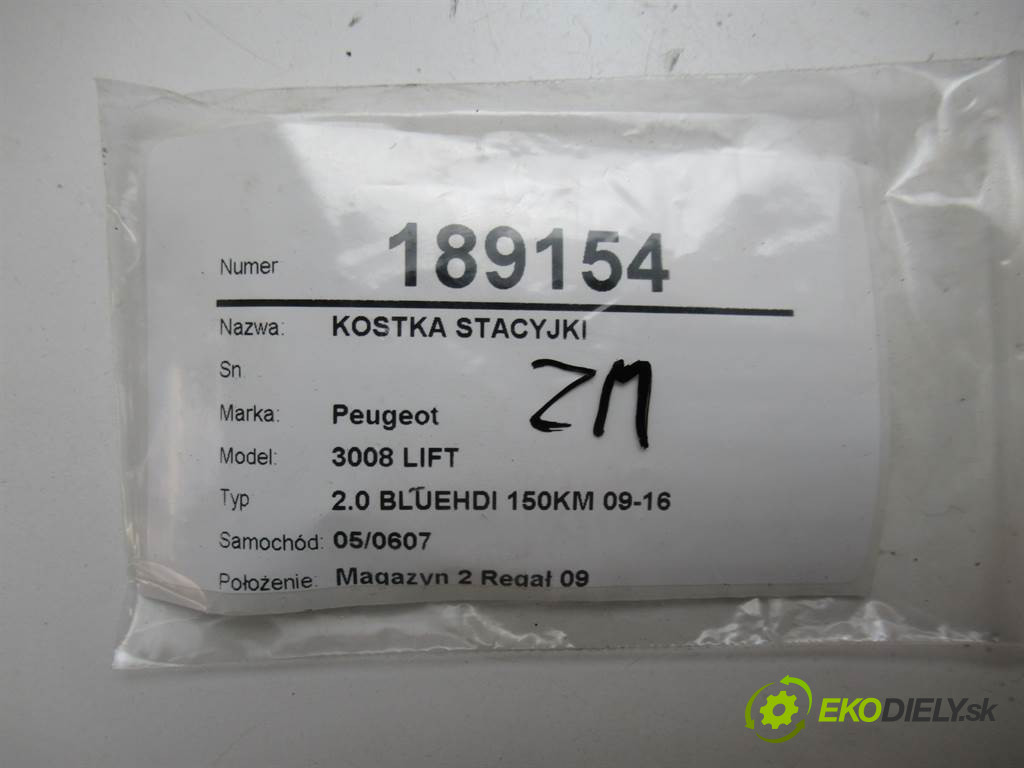 Numer 189154
Nazwa: KOSTKA STACYJKI
Sn
ZM
Marka: Peugeot
Model: 3008 LIFT
Typ 2.0 BLUEHDI 150KM 09-16
Samochód: 05/0607
Położenie: Magazyn 2 Regał 09
EKODIELY.sk